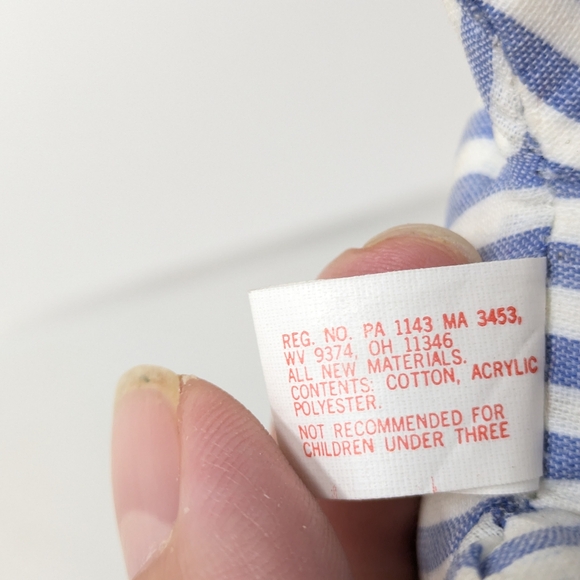 REG. NO. PA 1143 MA 3453,
WV 9374, OH 11346
ALL NEW MATERIALS.
CONTENTS: COTTON, ACRYLIC
POLYESTER.
NOT RECOMMENDED FOR
CHILDREN UNDER THREE